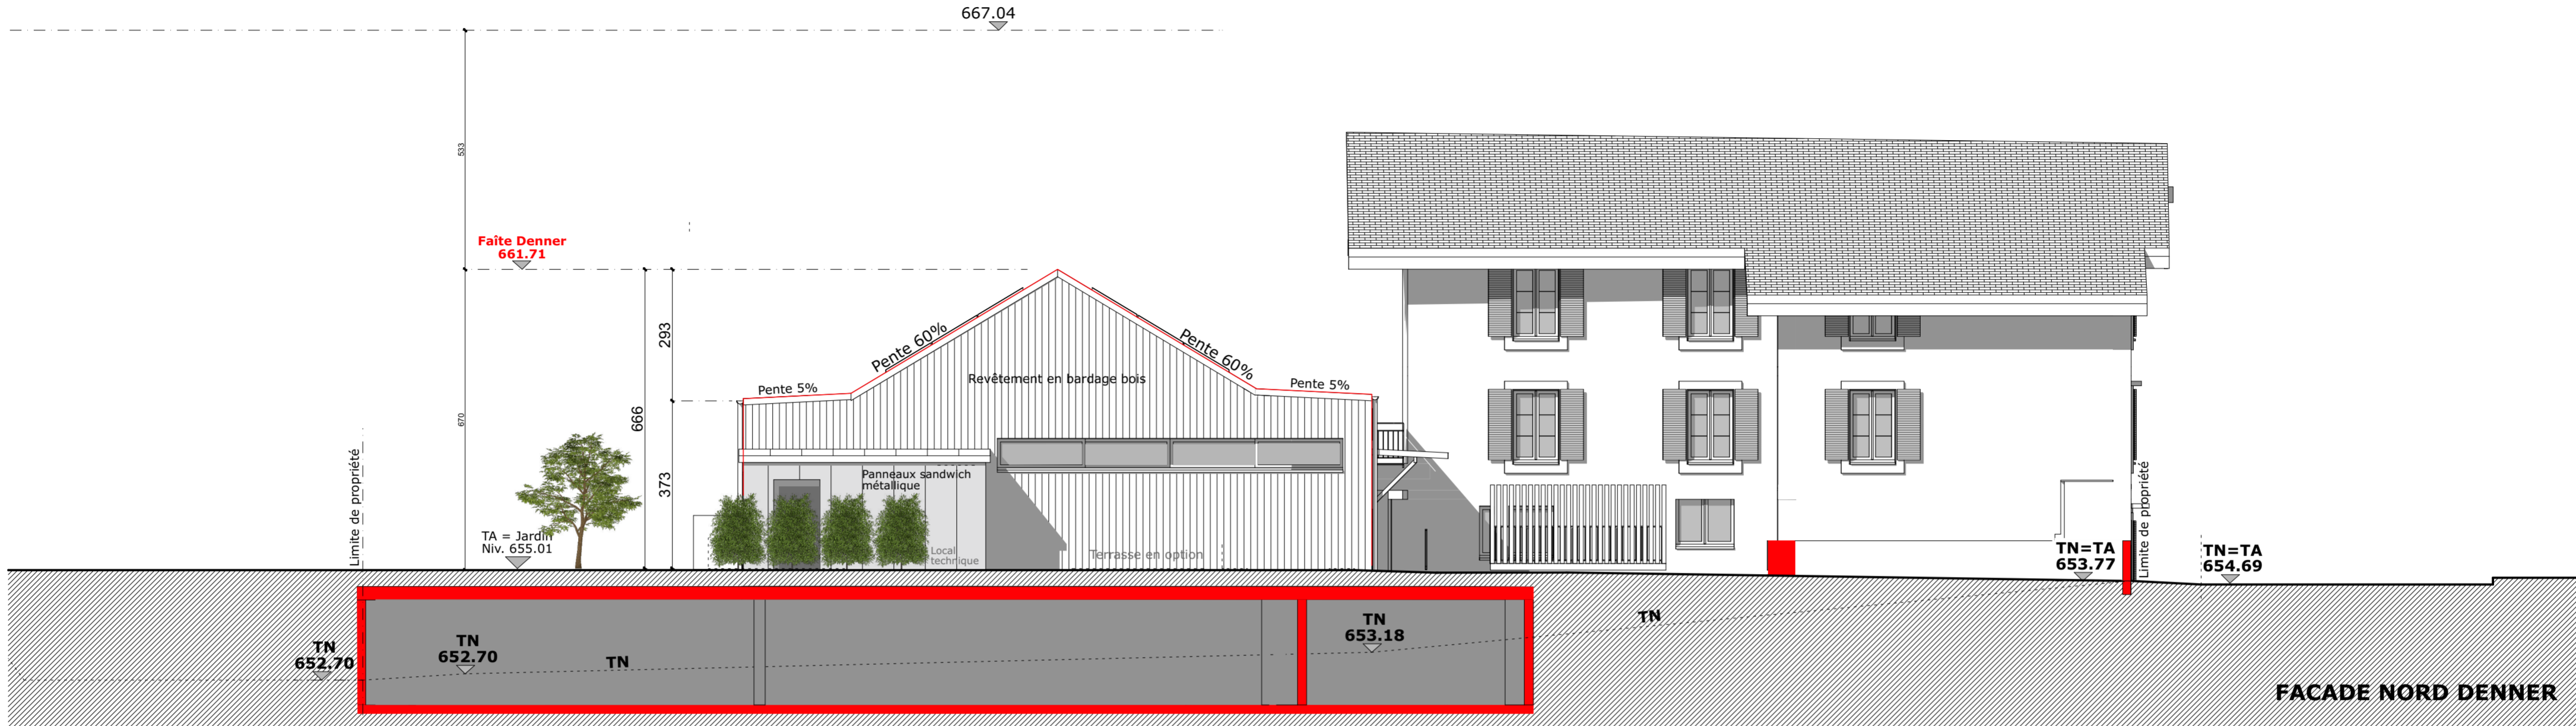 667.04
533
Faîte Denner
661.71
293
Pente 60%
Pente 60%
Revêtement en bardage bois
Pente 5%
Pente 5%
670
666
373
Limite de propriété
Panneaux sandwich
métallique
TA = Jardin
Niv. 655.01
Local
technique
Terrasse en option
Limite de propriété
TN=TA
653.77
TN=TA
654.69
TN
652.70
TN
652.70
TN
TN
653.18
TN
FACADE NORD DENNER